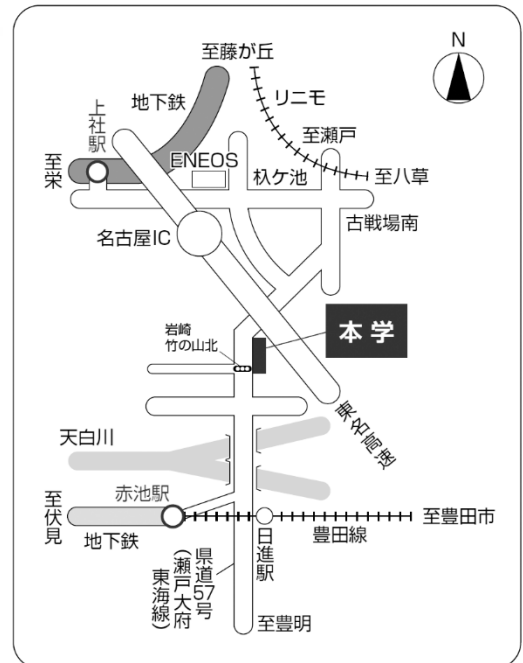 N
至藤が丘
地下鉄
リニモ
上社駅
至瀬戸
至栄
ENEOS
杁ケ池
至八草
古戦場南
名古屋IC
岩崎
竹の山北
本学
東名高速
天白川
赤池駅
至伏見
地下鉄
日進駅
豊田線
至豊田市
県道57号
(瀬戸大府
東海線)
至豊明